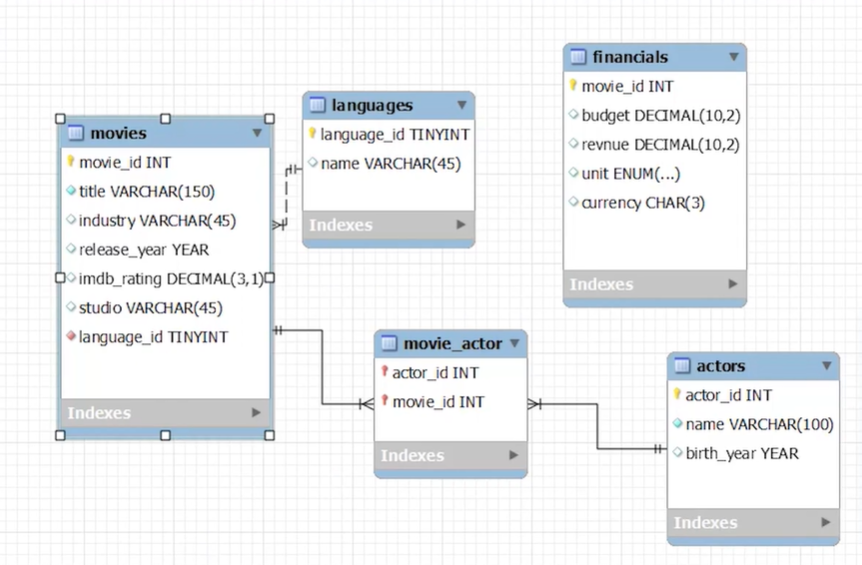 movies
movie_id INT
title VARCHAR(150)
industry VARCHAR(45)
release_year YEAR
imdb_rating DECIMAL(3,1)
studio VARCHAR(45)
language_id TINYINT
Indexes
languages
language_id TINYINT
name VARCHAR(45)
Indexes
financials
movie_id INT
budget DECIMAL(10,2)
revnue DECIMAL(10,2)
unit ENUM(...)
currency CHAR(3)
Indexes
movie_actor
actor_id INT
movie_id INT
Indexes
actors
actor_id INT
name VARCHAR(100)
birth_year YEAR
Indexes